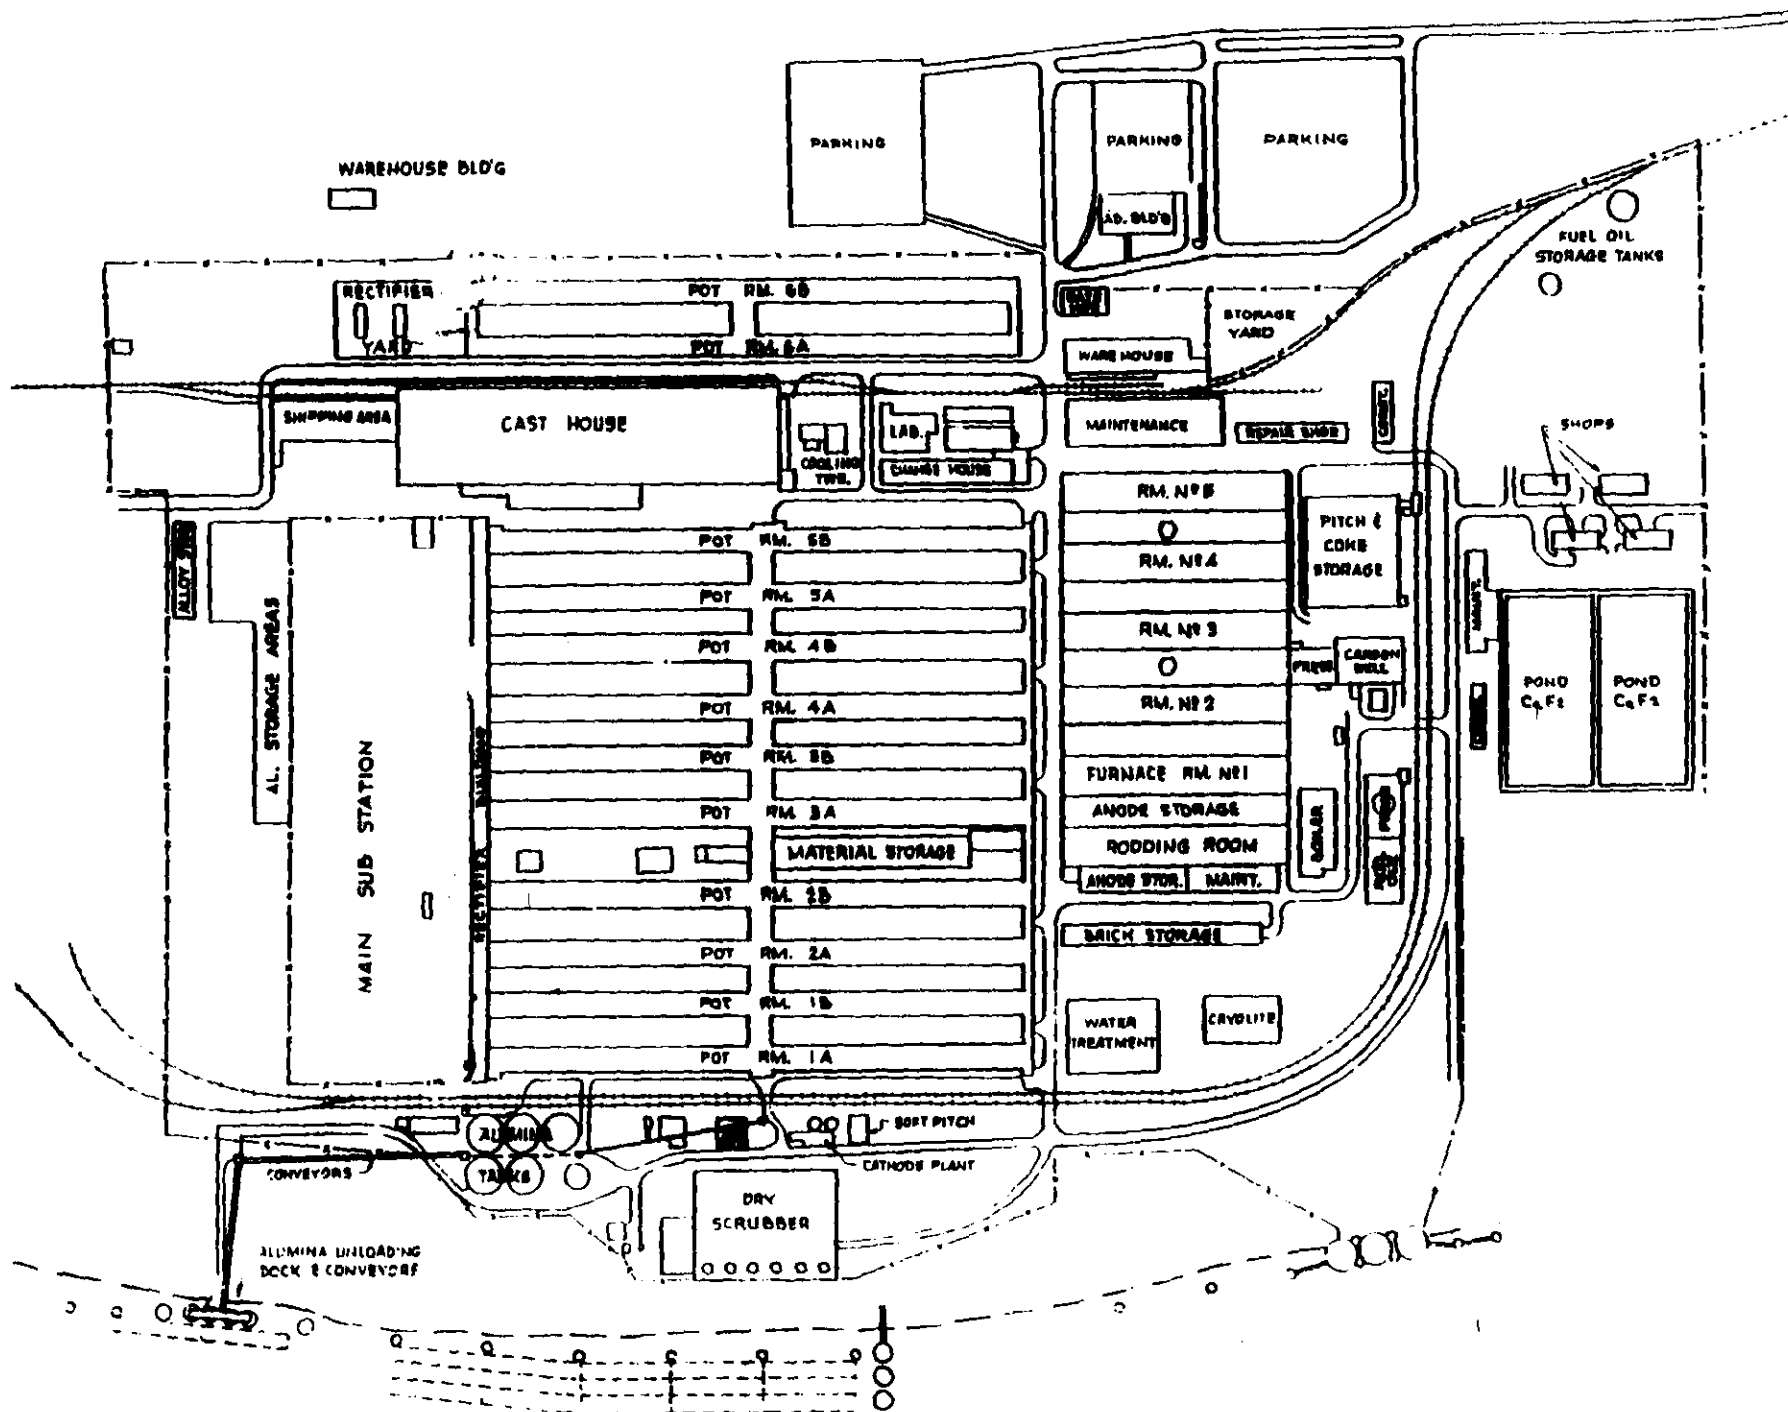 PARKING
PARKING
PARKING
WAREHOUSE BLD'G
AD. BLD'G
FUEL OIL
STORAGE TANKS
RECTIFIER
YARD
POT RM. 6B
POT RM. 6A
STORAGE
YARD
WAREHOUSE
SHIPPING AREA
CAST HOUSE
COOLING
TWR.
LAB.
CHANGE HOUSE
MAINTENANCE
REPAIR SHOP
CONST.
SHOPS
ALLOY STOR.
AL. STORAGE AREAS
MAIN SUB STATION
RECTIFIER BUILDING
POT RM. 5B
POT RM. 5A
POT RM. 4B
POT RM. 4A
POT RM. 3B
POT RM. 3A
MATERIAL STORAGE
POT RM. 2B
POT RM. 2A
POT RM. 1B
POT RM. 1A
RM. Nº 5
RM. Nº 4
RM. Nº 3
RM. Nº 2
FURNACE RM. Nº 1
ANODE STORAGE
RODDING ROOM
ANODE STOR.
MAINT.
BRICK STORAGE
PITCH &
COKE
STORAGE
PRESS
CARBON
BOILER
MAINT.
POND
CaF2
POND
CaF2
WATER
TREATMENT
CRYOLITE
ALUMINA
TANKS
SOFT PITCH
CATHODE PLANT
CONVEYORS
DRY
SCRUBBER
ALUMINA UNLOADING
DOCK & CONVEYORS